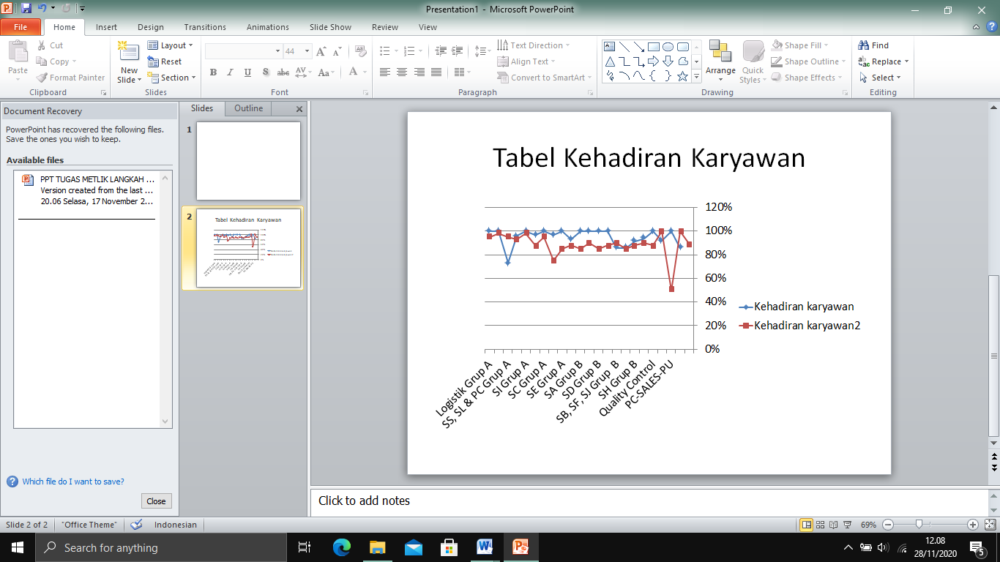 Presentation1 - Microsoft PowerPoint
File Home Insert Design Transitions Animations Slide Show Review View
Paste
Cut
Copy
Format Painter
Clipboard
New Slide
Layout
Reset
Section
Slides
44
B I U S abc AV Aa A
Font
Text Direction
Align Text
Convert to SmartArt
Paragraph
Arrange
Quick Styles
Shape Fill
Shape Outline
Shape Effects
Drawing
Find
Replace
Select
Editing
Document Recovery
PowerPoint has recovered the following files.
Save the ones you wish to keep.
Available files
PPT TUGAS METLIK LANGKAH ...
Version created from the last ...
20.06 Selasa, 17 November 2...
Which file do I want to save?
Close
Slides Outline
1
2
Tabel Kehadiran Karyawan
Tabel Kehadiran Karyawan
120%
100%
80%
60%
40%
20%
0%
Kehadiran karyawan
Kehadiran karyawan2
Logistik Grup A
SS, SL & PC Grup A
SI Grup A
SC Grup A
SE Grup A
SA Grup B
SD Grup B
SB, SF, SJ Grup B
SH Grup B
Quality Control
PC-SALES-PU
Click to add notes
Slide 2 of 2 "Office Theme" Indonesian 69%
Search for anything
12.08
28/11/2020
5